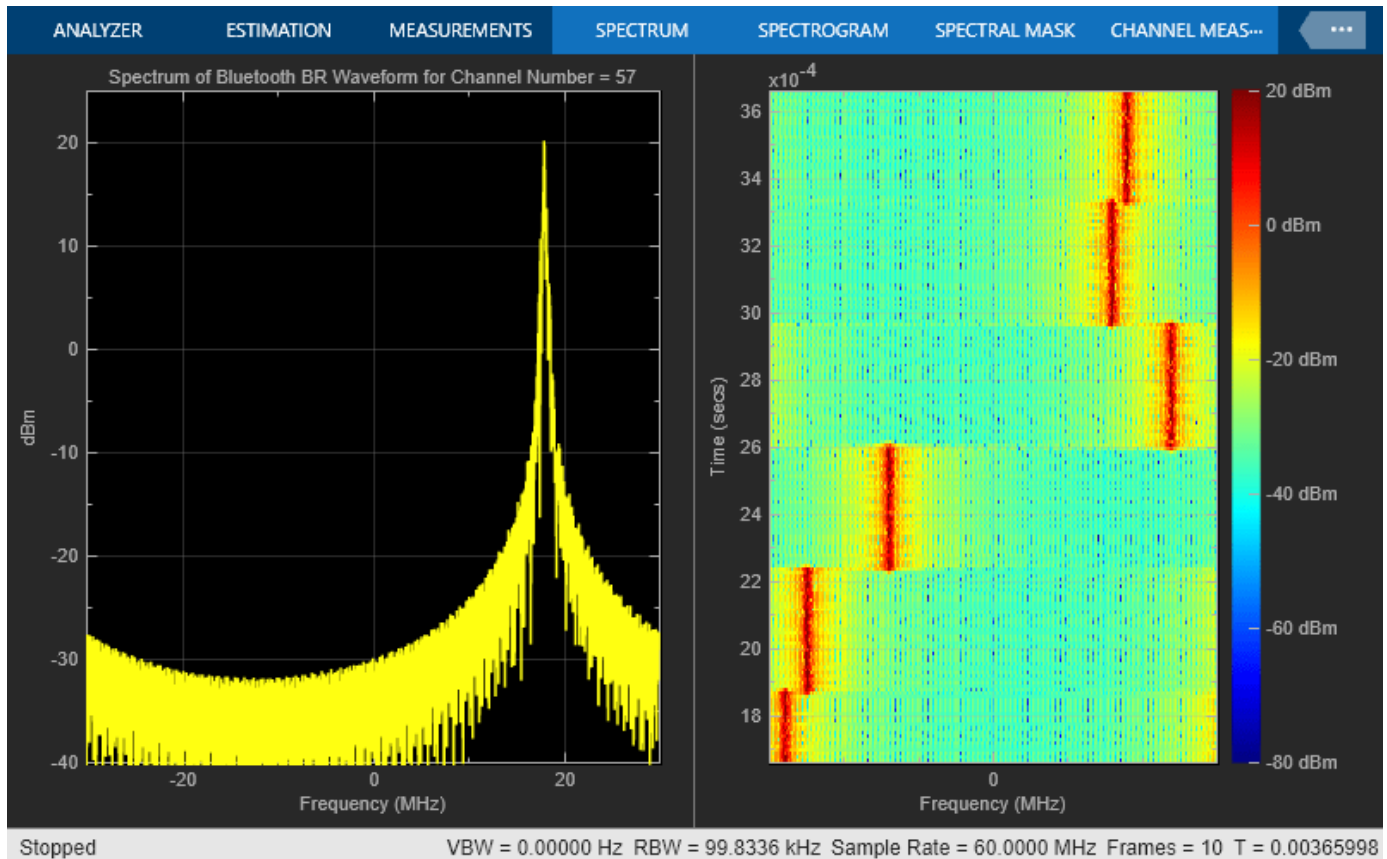 ANALYZER ESTIMATION MEASUREMENTS SPECTRUM SPECTROGRAM SPECTRAL MASK CHANNEL MEAS... ...
Spectrum of Bluetooth BR Waveform for Channel Number = 57
20
10
0
-10
-20
-30
-40
dBm
-20 0 20
Frequency (MHz)
x10-4
36
34
32
30
28
26
24
22
20
18
Time (secs)
0
Frequency (MHz)
20 dBm
0 dBm
-20 dBm
-40 dBm
-60 dBm
-80 dBm
Stopped VBW = 0.00000 Hz RBW = 99.8336 kHz Sample Rate = 60.0000 MHz Frames = 10 T = 0.00365998